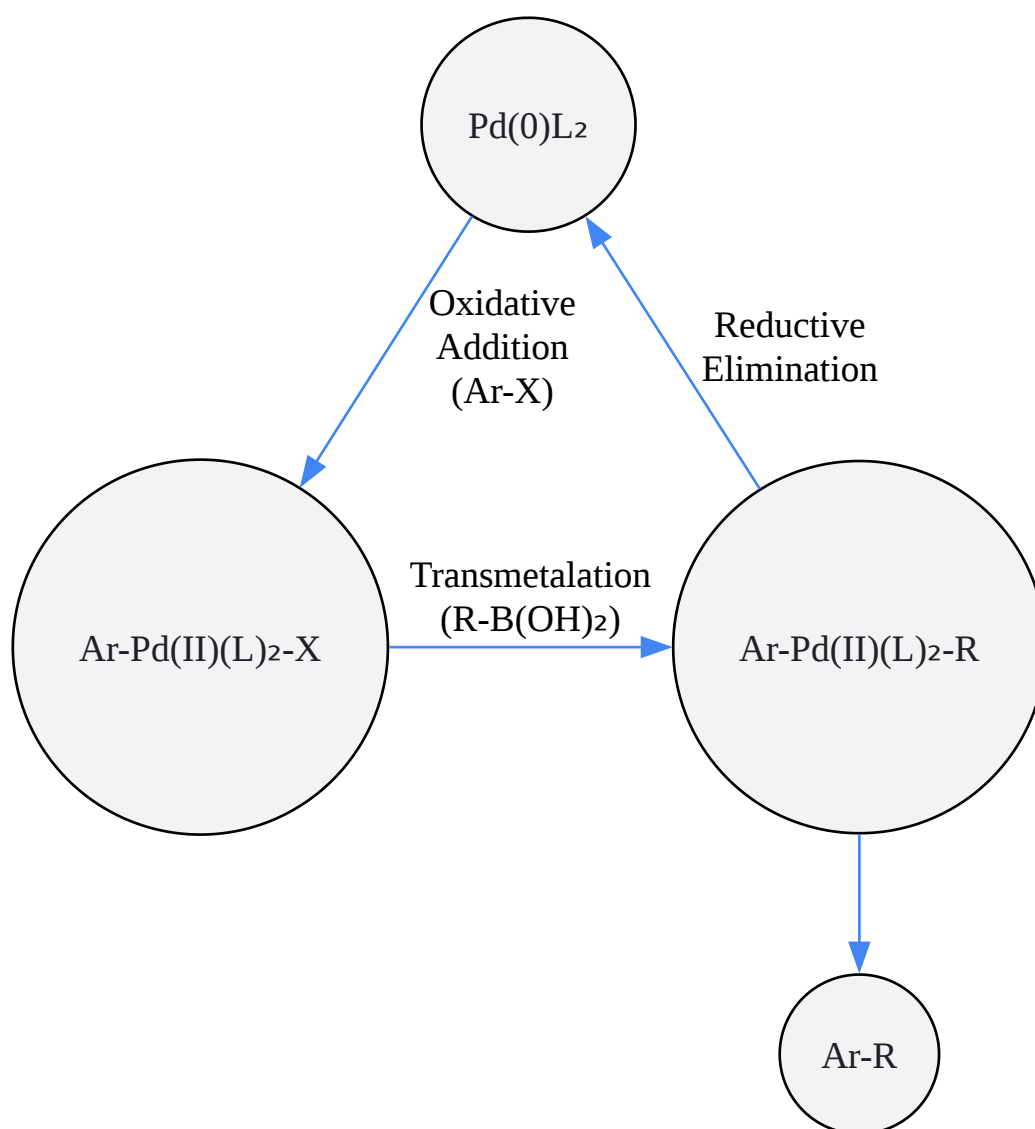 Pd(0)L₂
Oxidative
Addition
(Ar-X)
Reductive
Elimination
Transmetalation
(R-B(OH)₂)
Ar-Pd(II)(L)₂-X
Ar-Pd(II)(L)₂-R
Ar-R